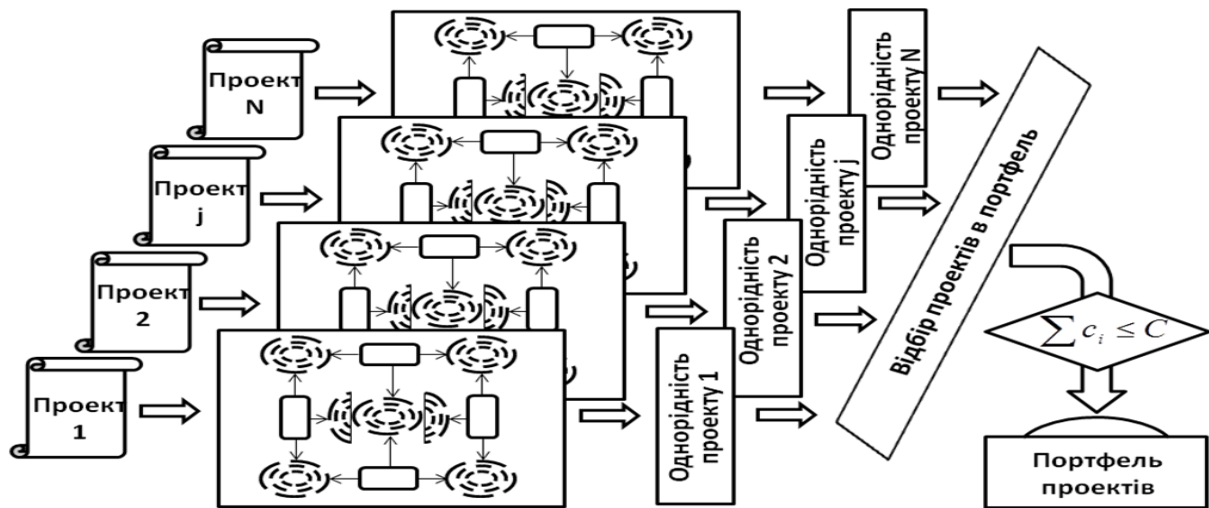 Проект
N
Проект
j
Проект
2
Проект
1
Однорідність
проекту N
Однорідність
проекту j
Однорідність
проекту 2
Однорідність
проекту 1
Відбір проектів в портфель
∑ c_i ≤ C
Портфель
проектів